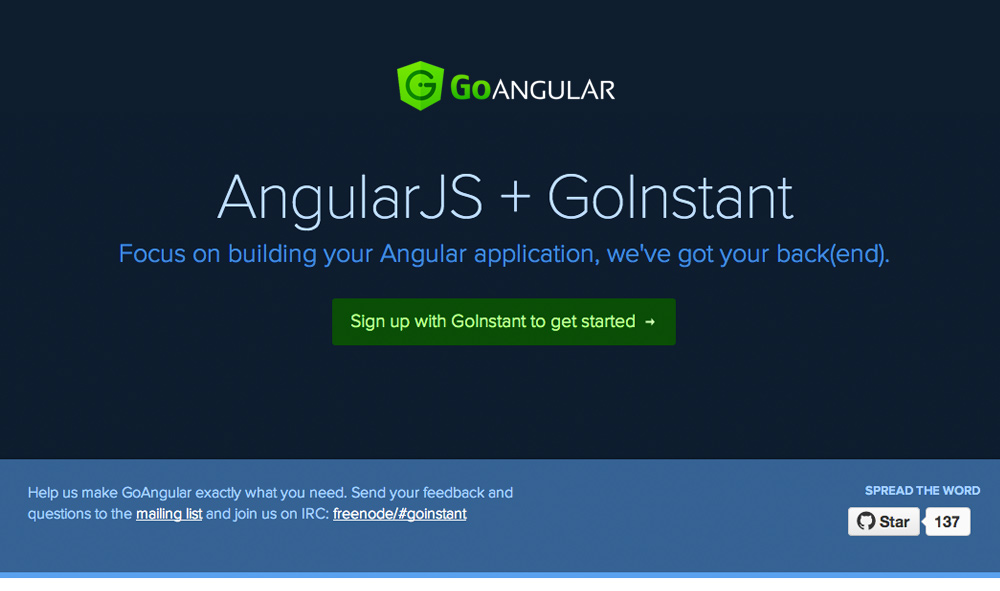 GoANGULAR
AngularJS + GoInstant
Focus on building your Angular application, we've got your back(end).
Sign up with GoInstant to get started →
Help us make GoAngular exactly what you need. Send your feedback and
questions to the mailing list and join us on IRC: freenode/#goinstant
SPREAD THE WORD
Star 137